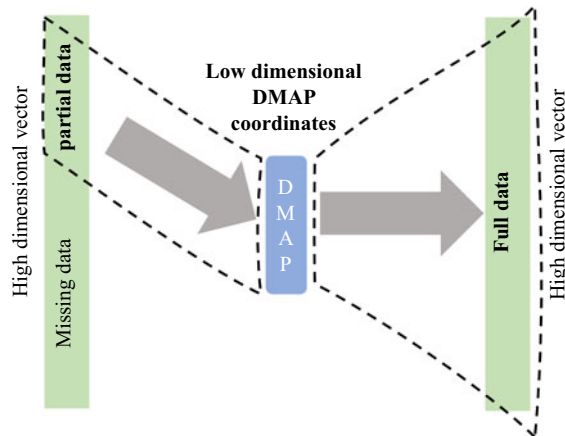 High dimensional vector
partial data
Missing data
Low dimensional
DMAP
coordinates
D
M
A
P
Full data
High dimensional vector